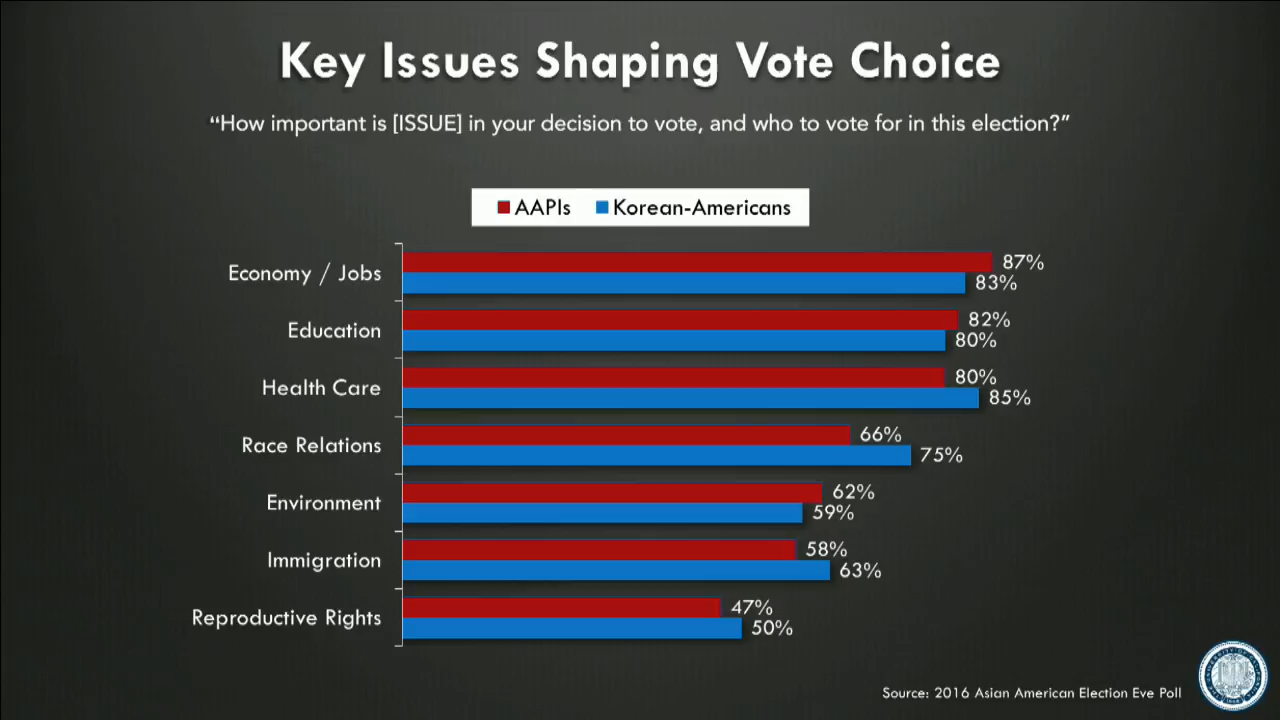 Key Issues Shaping Vote Choice
“How important is [ISSUE] in your decision to vote, and who to vote for in this election?”
AAPIs Korean-Americans
Economy / Jobs
87%
83%
Education
82%
80%
Health Care
80%
85%
Race Relations
66%
75%
Environment
62%
59%
Immigration
58%
63%
Reproductive Rights
47%
50%
Source: 2016 Asian American Election Eve Poll